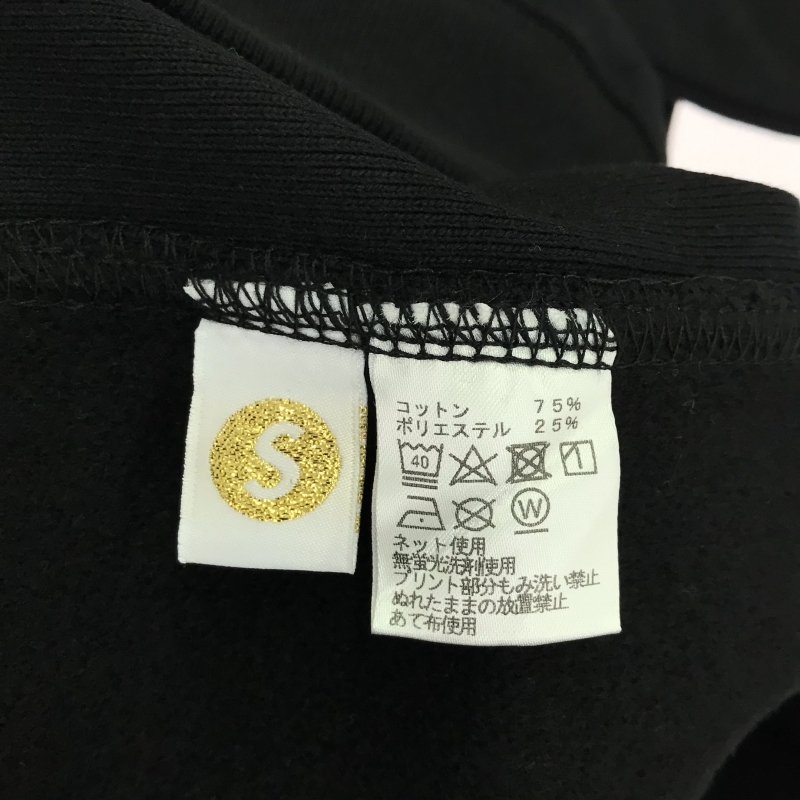 S
コットン 75%
ポリエステル 25%
40
W
ネット使用
無蛍光洗剤使用
プリント部分もみ洗い禁止
ぬれたままの放置禁止
あて布使用